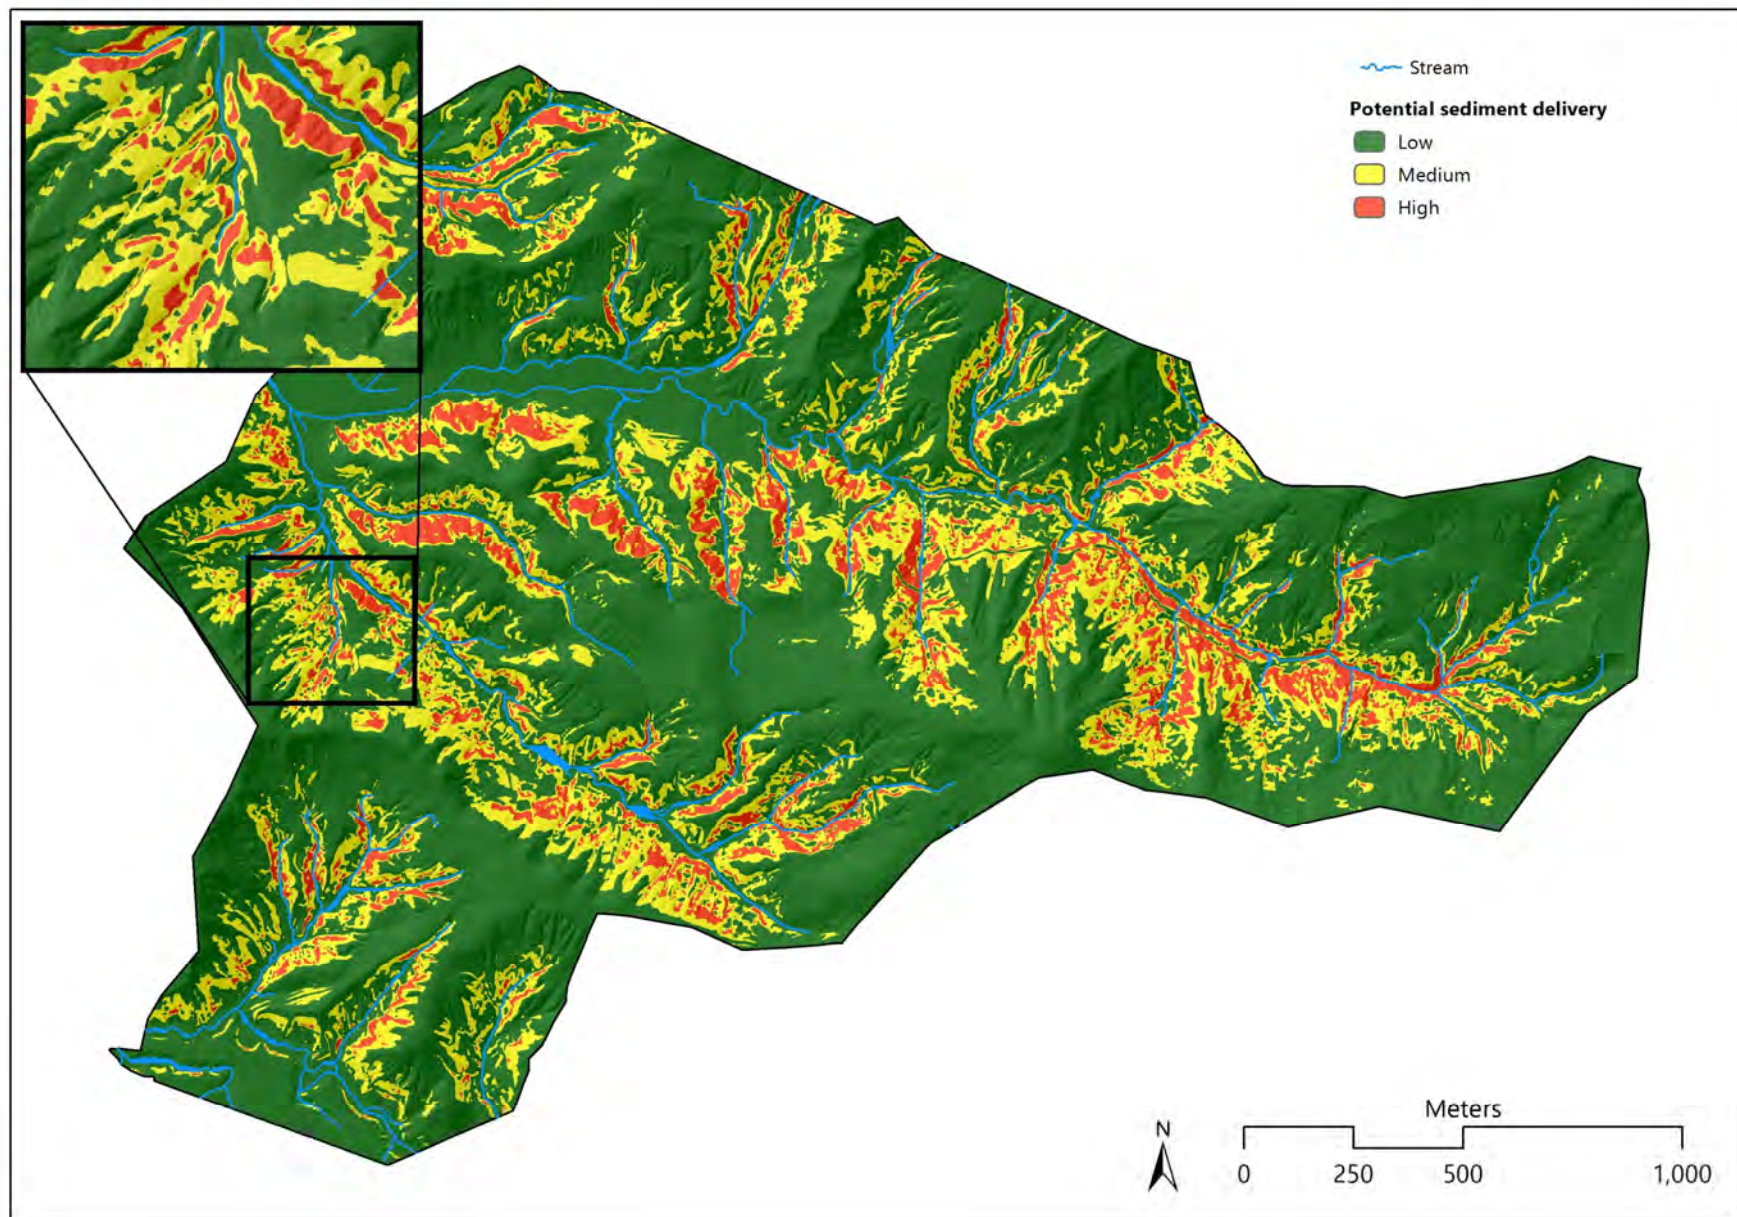 Stream
Potential sediment delivery
Low
Medium
High
Meters
N
0 250 500 1,000